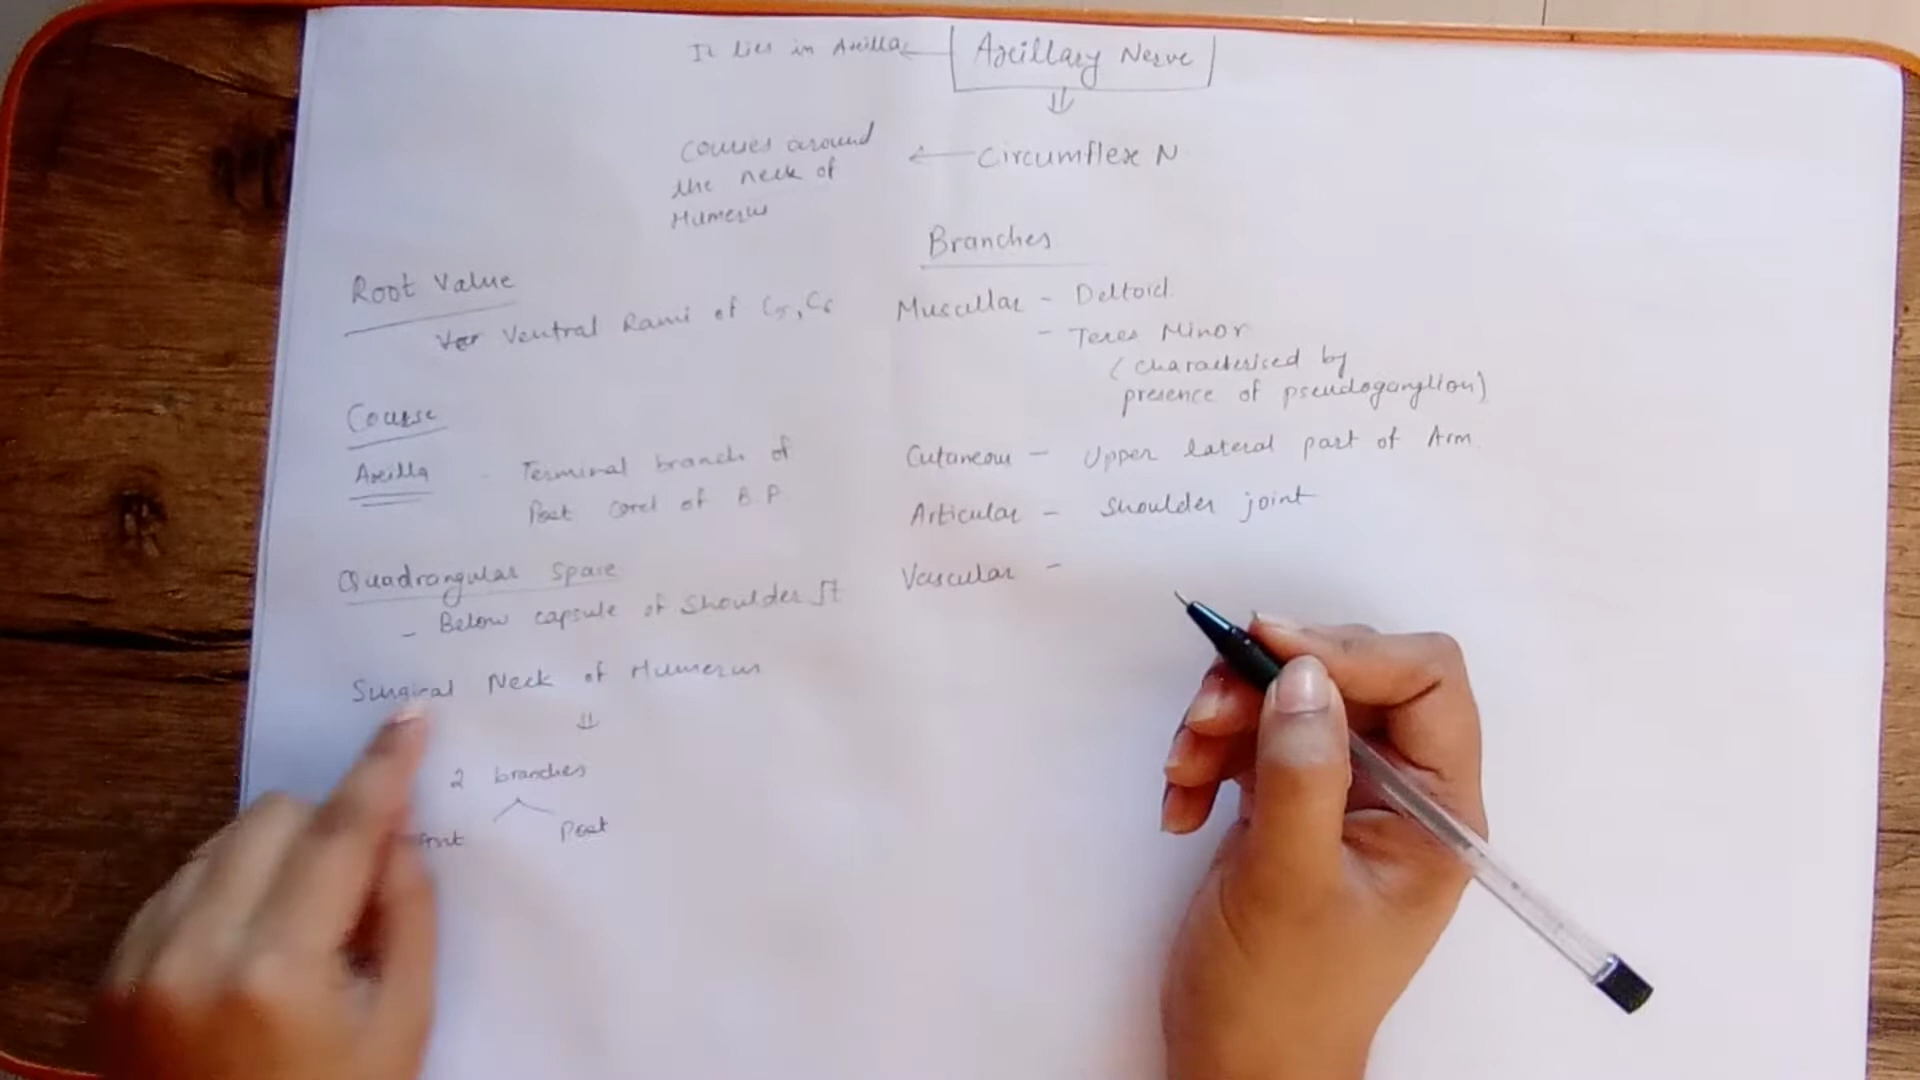 It lies in Axilla
Axillary Nerve
Courses around
the neck of
Humerus
Circumflex N
Root Value
Ventral Rami of C5, C6
Course
Axilla - Terminal branch of
Post cord of B P
Quadrangular Space
- Below capsule of Shoulder Jt
Surgical Neck of Humerus
2 branches
Ant Post
Branches
Muscular - Deltoid
- Teres Minor
(characterised by
presence of pseudoganglion)
Cutaneous - Upper lateral part of Arm
Articular - Shoulder joint
Vascular -